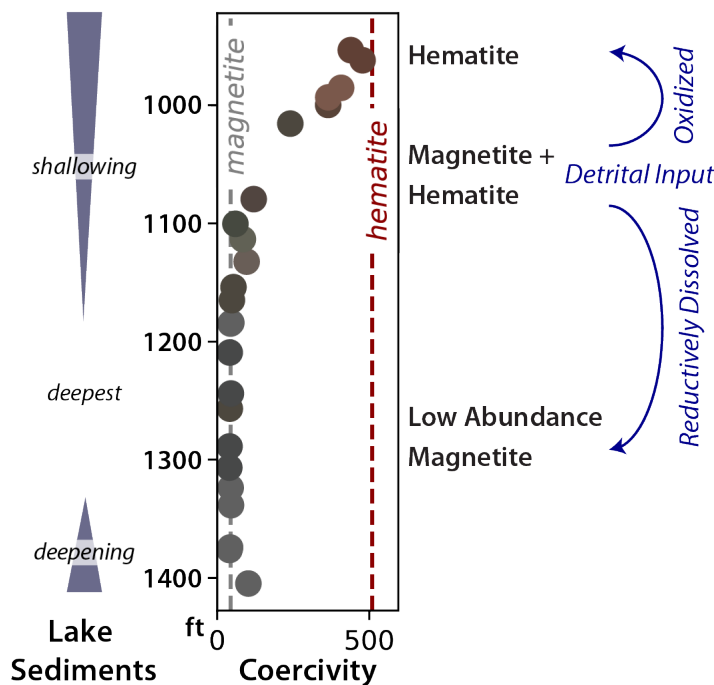 magnetite
Hematite
Oxidized
1000
shallowing
Magnetite +
Hematite
hematite
Detrital Input
1100
1200
Reductively Dissolved
deepest
Low Abundance
Magnetite
1300
deepening
1400
ft
0
500
Lake
Sediments
Coercivity